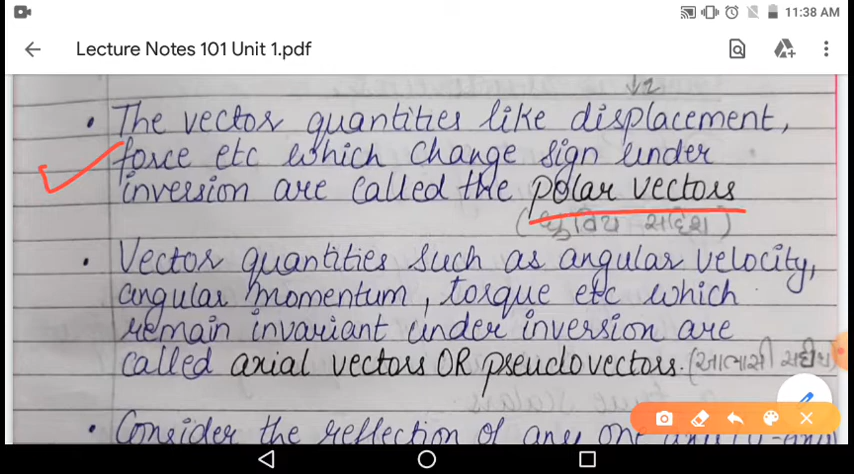 11:38 AM
Lecture Notes 101 Unit 1.pdf
• The vector quantities like displacement,
force etc which change sign under
inversion are called the polar vectors
(ધ્રુવિય સદિશ)
• Vector quantities such as angular velocity,
angular momentum, torque etc which
remain invariant under inversion are
called axial vectors OR pseudovectors. (આભાસી સદિશ)
• Consider the reflection of any one